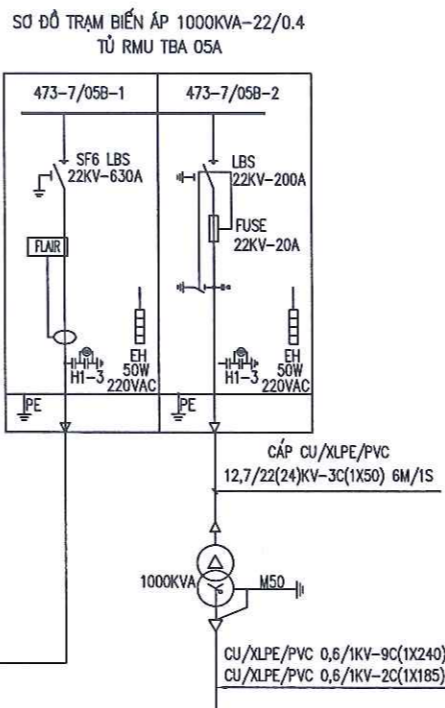 SƠ ĐỒ TRẠM BIẾN ÁP 1000KVA-22/0.4
TỦ RMU TBA 05A
473-7/05B-1
473-7/05B-2
SF6 LBS
22KV-630A
LBS
22KV-200A
FUSE
22KV-20A
FLAIR
EH
50W
220VAC
H1-3
EH
50W
220VAC
H1-3
PE
PE
CÁP CU/XLPE/PVC
12,7/22(24)KV-3C(1X50) 6M/1S
1000KVA
M50
CU/XLPE/PVC 0,6/1KV-9C(1X240)
CU/XLPE/PVC 0,6/1KV-2C(1X185)